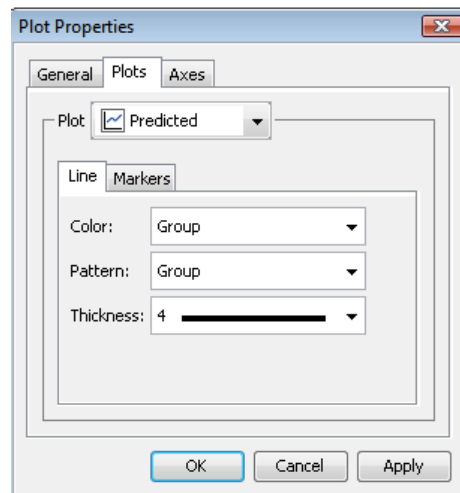 Plot Properties
General Plots Axes
Plot Predicted
Line Markers
Color: Group
Pattern: Group
Thickness: 4
OK Cancel Apply